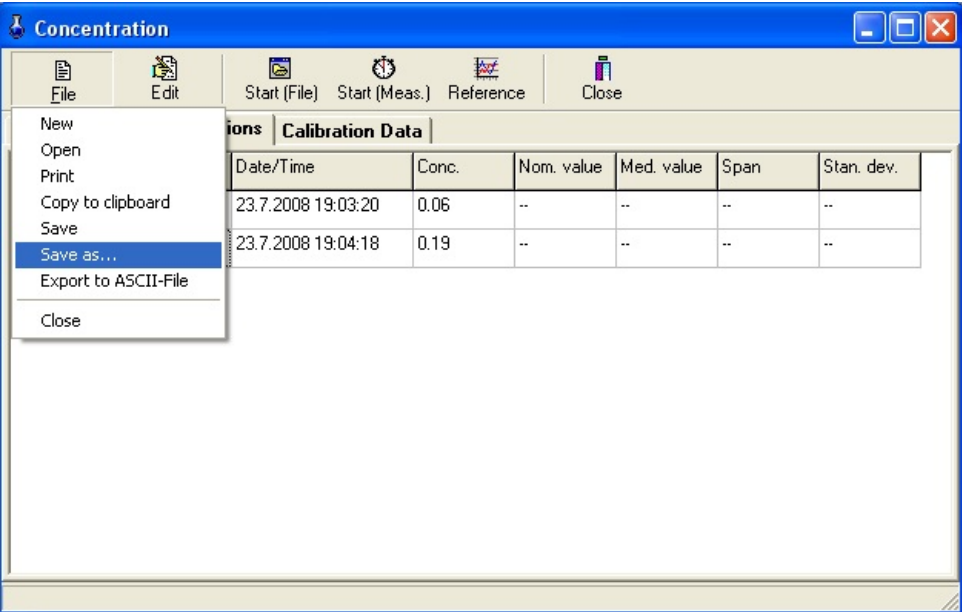 Concentration
File Edit Start (File) Start (Meas.) Reference Close
New
Open
Print
Copy to clipboard
Save
Save as...
Export to ASCII-File
Close
ions Calibration Data
Date/Time Conc. Nom. value Med. value Span Stan. dev.
23.7.2008 19:03:20 0.06 -- -- -- --
23.7.2008 19:04:18 0.19 -- -- -- --